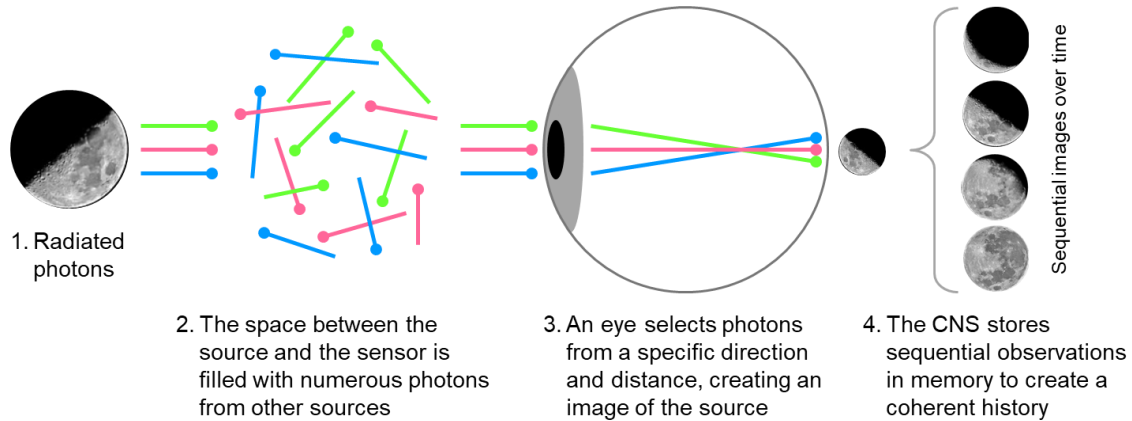 1. Radiated
photons
2. The space between the
source and the sensor is
filled with numerous photons
from other sources
3. An eye selects photons
from a specific direction
and distance, creating an
image of the source
4. The CNS stores
sequential observations
in memory to create a
coherent history
Sequential images over time